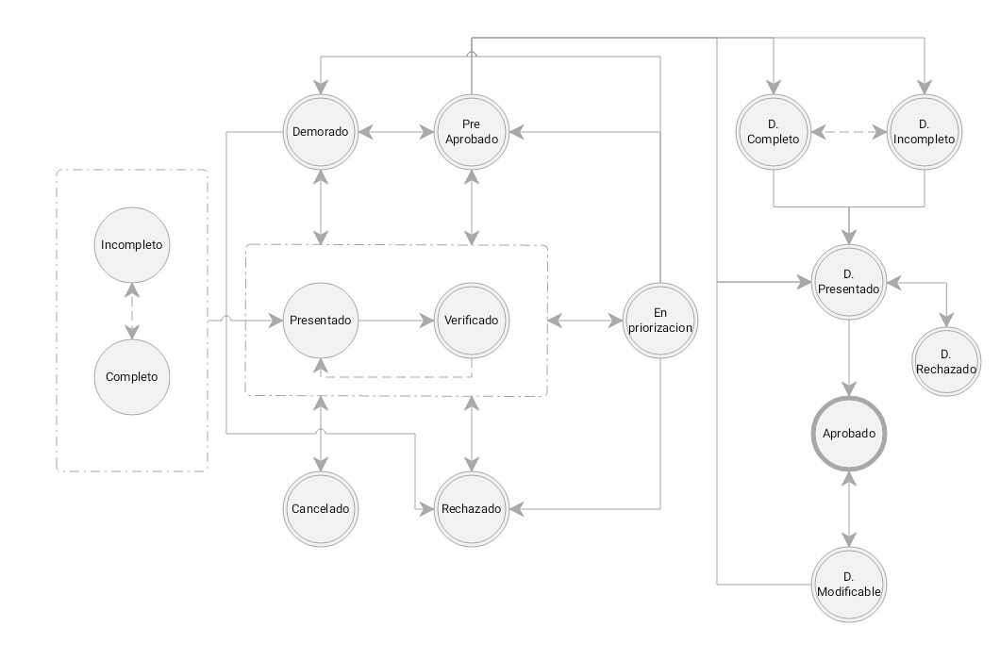 Demorado
Pre
Aprobado
D.
Completo
D.
Incompleto
Incompleto
Completo
Presentado
Verificado
En
priorizacion
D.
Presentado
D.
Rechazado
Aprobado
Cancelado
Rechazado
D.
Modificable